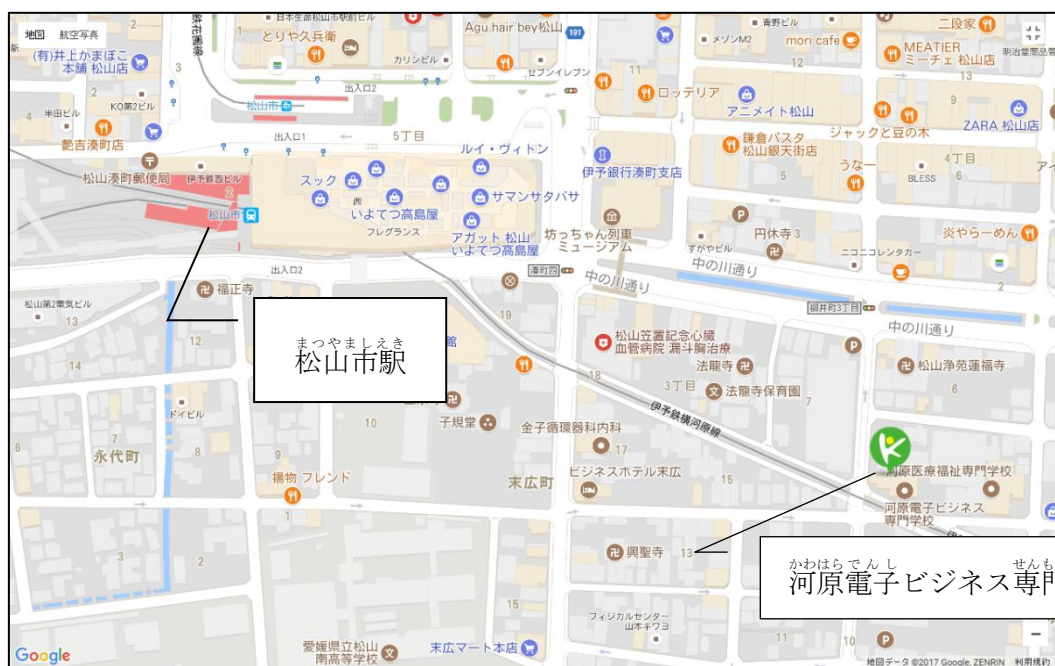 地図 航空写真
(有)井上かまぼこ
本舗 松山店
半田ビル
KO第2ビル
艶吉湊町店
松山湊町郵便局
伊予鉄西ビル
日本生命松山市駅前ビル
とりや久兵衛
カリンビル
出入口2
松山市
出入口1
5丁目
Agu hair bey松山
191
セブンイレブン
ロッテリア
メゾンM2
青野ビル
mori cafe
二段家
MEATIER
ミーチェ 松山店
アニメイト松山
鎌倉パスタ
松山銀天街店
ジャックと豆の木
ZARA 松山店
うなー
4丁目
BLESS
ルイ・ヴィトン
スック
サマンサタバサ
いよてつ高島屋
フレグランス
アガット 松山
いよてつ高島屋
伊予銀行湊町支店
坊っちゃん列車
ミュージアム
円休寺
すがやビル
ニコニコレンタカー
炎やらーめん
松山市
出入口2
湊町四
中の川通り
中の川通り
柳井町3丁目
中の川通り
福正寺
松山第2電気ビル
まつやましえき
松山市駅
館
ドイビル
永代町
子規堂
揚物 フレンド
松山笠置記念心臓
血管病院 漏斗胸治療
法龍寺
3丁目
法龍寺保育園
伊予鉄横河原線
松山浄苑蓮福寺
金子循環器科内科
ビジネスホテル末広
末広町
河原医療福祉専門学校
河原電子ビジネス
専門学校
興聖寺
かわはらでんし せんも
河原電子ビジネス専門
フィジカルセンター
山本キワヨ
愛媛県立松山
南高等学校
末広マート本店
Google
地図データ ©2017 Google, ZENRIN 利用規約